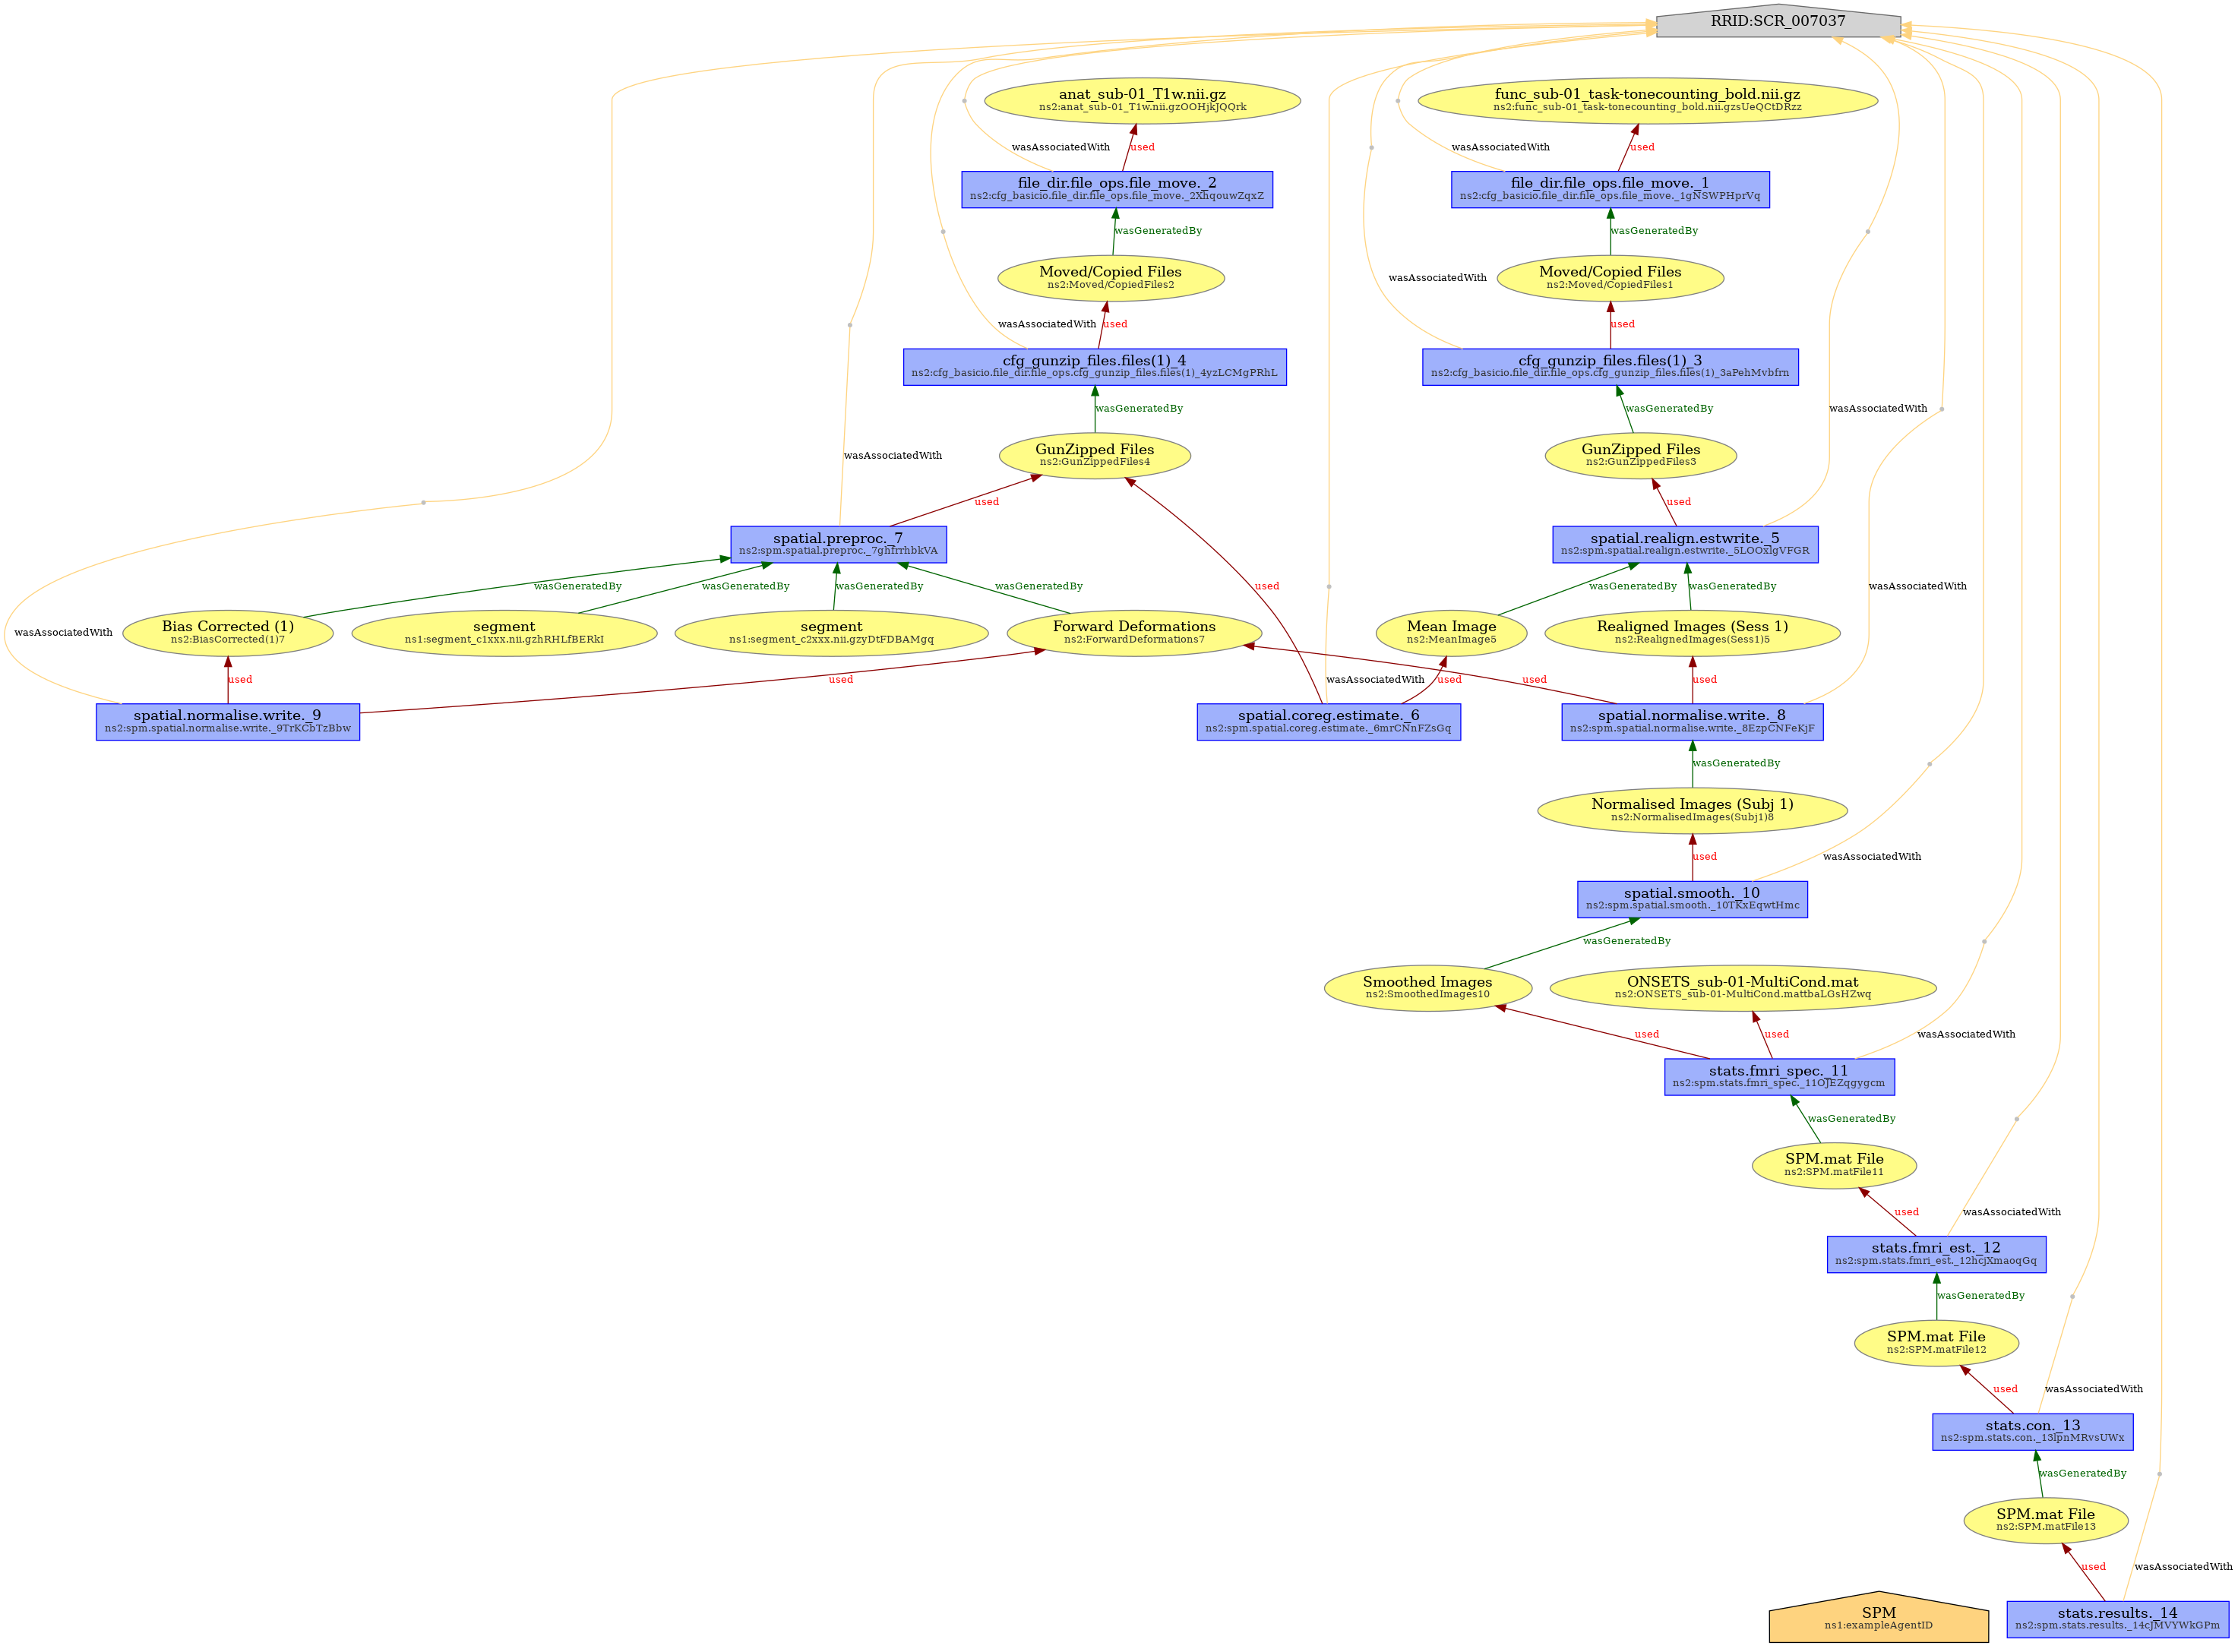 RRID:SCR_007037
anat_sub-01_T1w.nii.gz
ns2:anat_sub-01_T1w.nii.gzOOHjkJQQrk
func_sub-01_task-tonecounting_bold.nii.gz
ns2:func_sub-01_task-tonecounting_bold.nii.gzsUeQCtDRzz
wasAssociatedWith
used
wasAssociatedWith
used
file_dir.file_ops.file_move._2
ns2:cfg_basicio.file_dir.file_ops.file_move._2XhqouwZqxZ
file_dir.file_ops.file_move._1
ns2:cfg_basicio.file_dir.file_ops.file_move._1gNSWPHprVq
wasGeneratedBy
wasGeneratedBy
Moved/Copied Files
ns2:Moved/CopiedFiles2
wasAssociatedWith
Moved/Copied Files
ns2:Moved/CopiedFiles1
wasAssociatedWith
used
used
cfg_gunzip_files.files(1)_4
ns2:cfg_basicio.file_dir.file_ops.cfg_gunzip_files.files(1)_4yzLCMgPRhL
cfg_gunzip_files.files(1)_3
ns2:cfg_basicio.file_dir.file_ops.cfg_gunzip_files.files(1)_3aPehMvbfrn
wasGeneratedBy
wasGeneratedBy
wasAssociatedWith
wasAssociatedWith
GunZipped Files
ns2:GunZippedFiles4
GunZipped Files
ns2:GunZippedFiles3
used
used
spatial.preproc._7
ns2:spm.spatial.preproc._7ghfrrhbkVA
spatial.realign.estwrite._5
ns2:spm.spatial.realign.estwrite._5LOOxlgVFGR
wasGeneratedBy
wasGeneratedBy
wasGeneratedBy
wasGeneratedBy
used
wasGeneratedBy
wasGeneratedBy
wasAssociatedWith
wasAssociatedWith
Bias Corrected (1)
ns2:BiasCorrected(1)7
segment
ns1:segment_c1xxx.nii.gzhRHLfBERkI
segment
ns1:segment_c2xxx.nii.gzyDtFDBAMgq
Forward Deformations
ns2:ForwardDeformations7
Mean Image
ns2:MeanImage5
Realigned Images (Sess 1)
ns2:RealignedImages(Sess1)5
used
used
wasAssociatedWith
used
used
used
spatial.normalise.write._9
ns2:spm.spatial.normalise.write._9TrKCbTzBbw
spatial.coreg.estimate._6
ns2:spm.spatial.coreg.estimate._6mrCNnFZsGq
spatial.normalise.write._8
ns2:spm.spatial.normalise.write._8EzpCNFeKjF
wasGeneratedBy
Normalised Images (Subj 1)
ns2:NormalisedImages(Subj1)8
used
wasAssociatedWith
spatial.smooth._10
ns2:spm.spatial.smooth._10TKxEqwtHmc
wasGeneratedBy
Smoothed Images
ns2:SmoothedImages10
ONSETS_sub-01-MultiCond.mat
ns2:ONSETS_sub-01-MultiCond.mattbaLGsHZwq
used
used
wasAssociatedWith
stats.fmri_spec._11
ns2:spm.stats.fmri_spec._11OJEZqgygcm
wasGeneratedBy
SPM.mat File
ns2:SPM.matFile11
used
wasAssociatedWith
stats.fmri_est._12
ns2:spm.stats.fmri_est._12hcjXmaoqGq
wasGeneratedBy
SPM.mat File
ns2:SPM.matFile12
used
wasAssociatedWith
stats.con._13
ns2:spm.stats.con._13lpnMRvsUWx
wasGeneratedBy
SPM.mat File
ns2:SPM.matFile13
used
wasAssociatedWith
SPM
ns1:exampleAgentID
stats.results._14
ns2:spm.stats.results._14cJMVYWkGPm